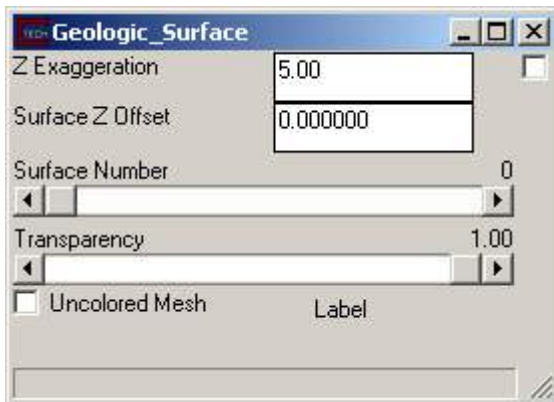 TECH Geologic_Surface
Z Exaggeration 5.00
Surface Z Offset 0.000000
Surface Number 0
Transparency 1.00
Uncolored Mesh Label